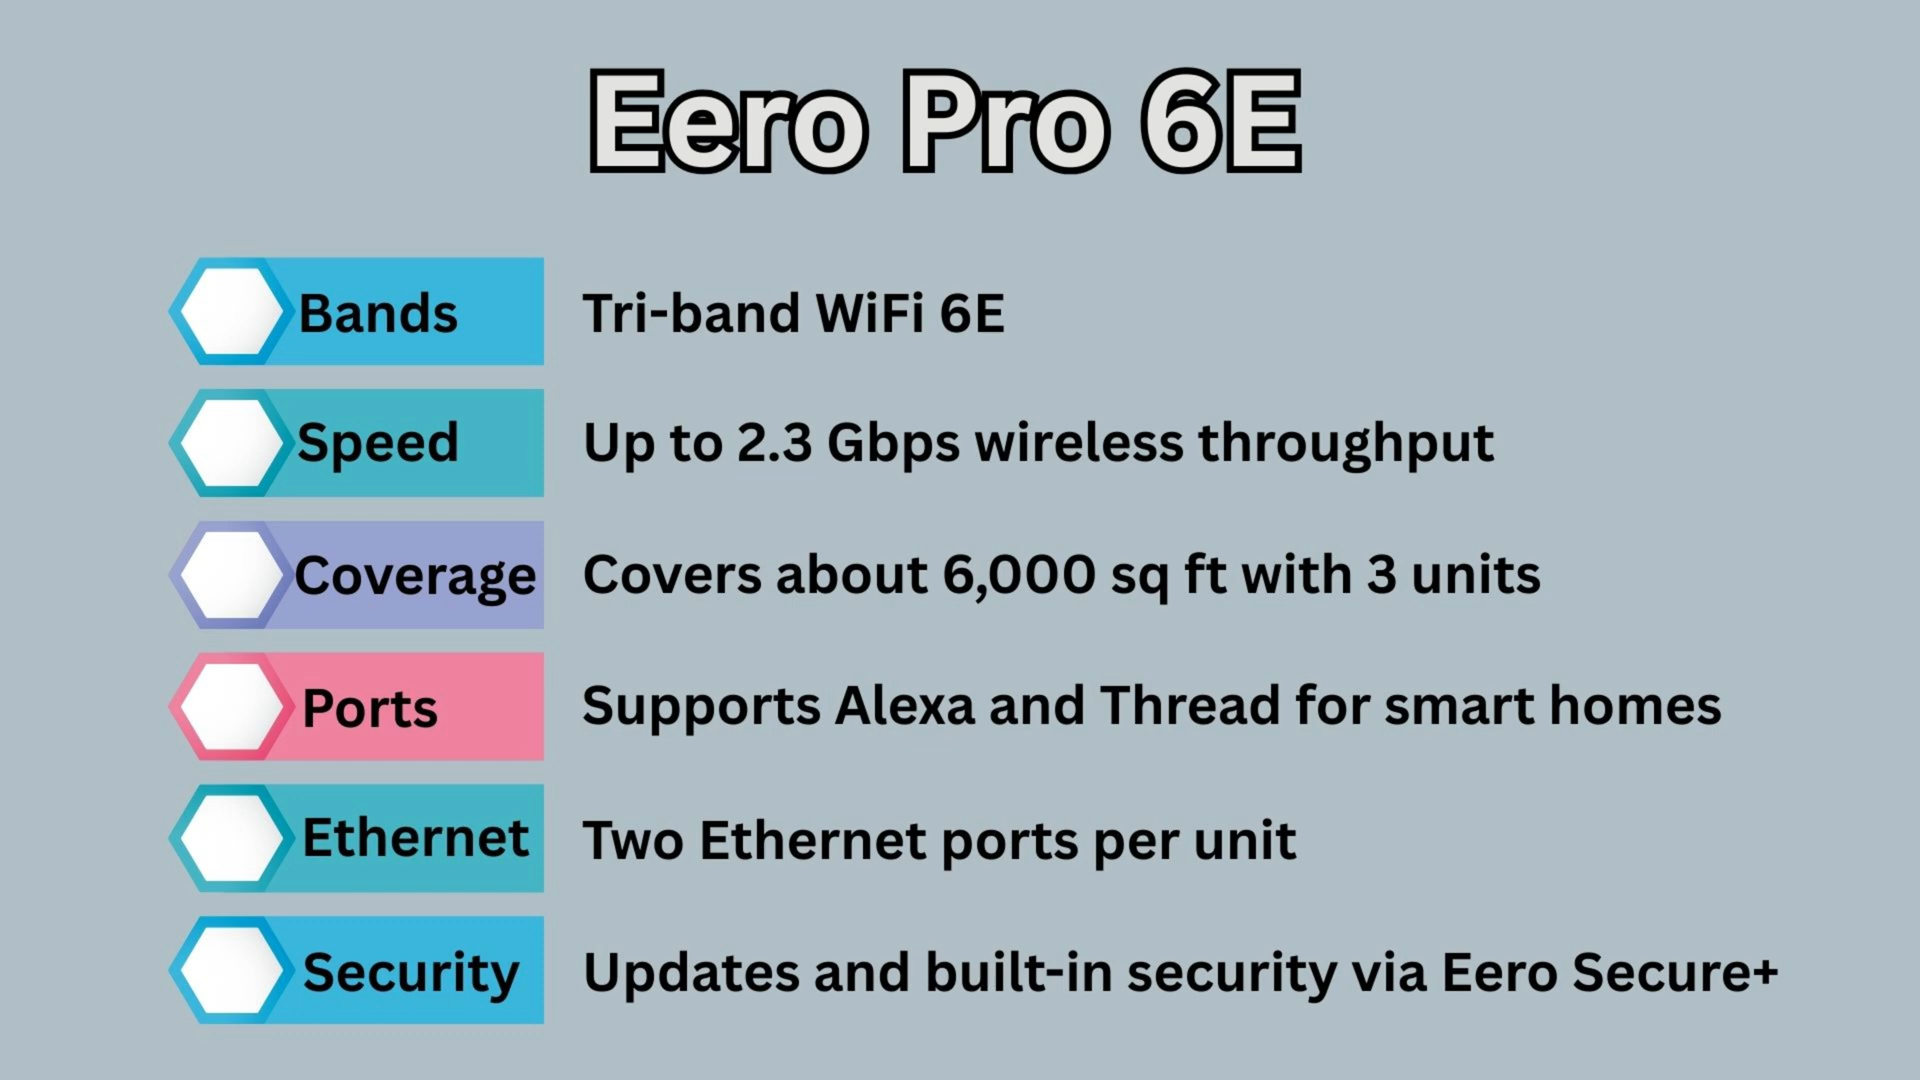 Eero Pro 6E
Bands Tri-band WiFi 6E
Speed Up to 2.3 Gbps wireless throughput
Coverage Covers about 6,000 sq ft with 3 units
Ports Supports Alexa and Thread for smart homes
Ethernet Two Ethernet ports per unit
Security Updates and built-in security via Eero Secure+